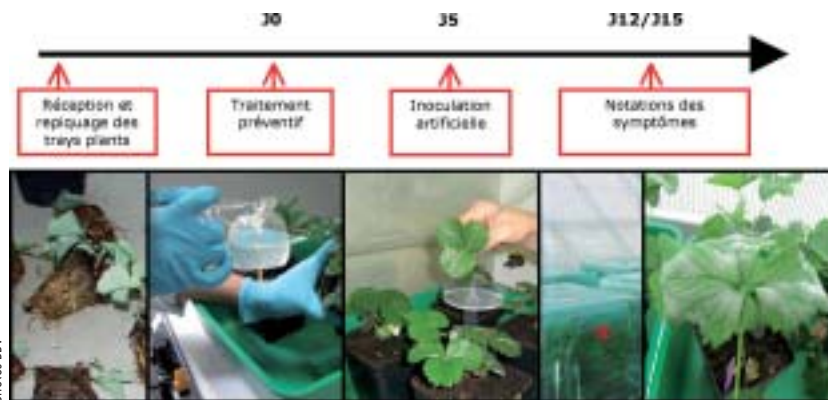 J0
J5
J12/J15
Réception et
repiquage des
trays plants
Traitement
préventif
Inoculation
artificielle
Notations des
symptômes